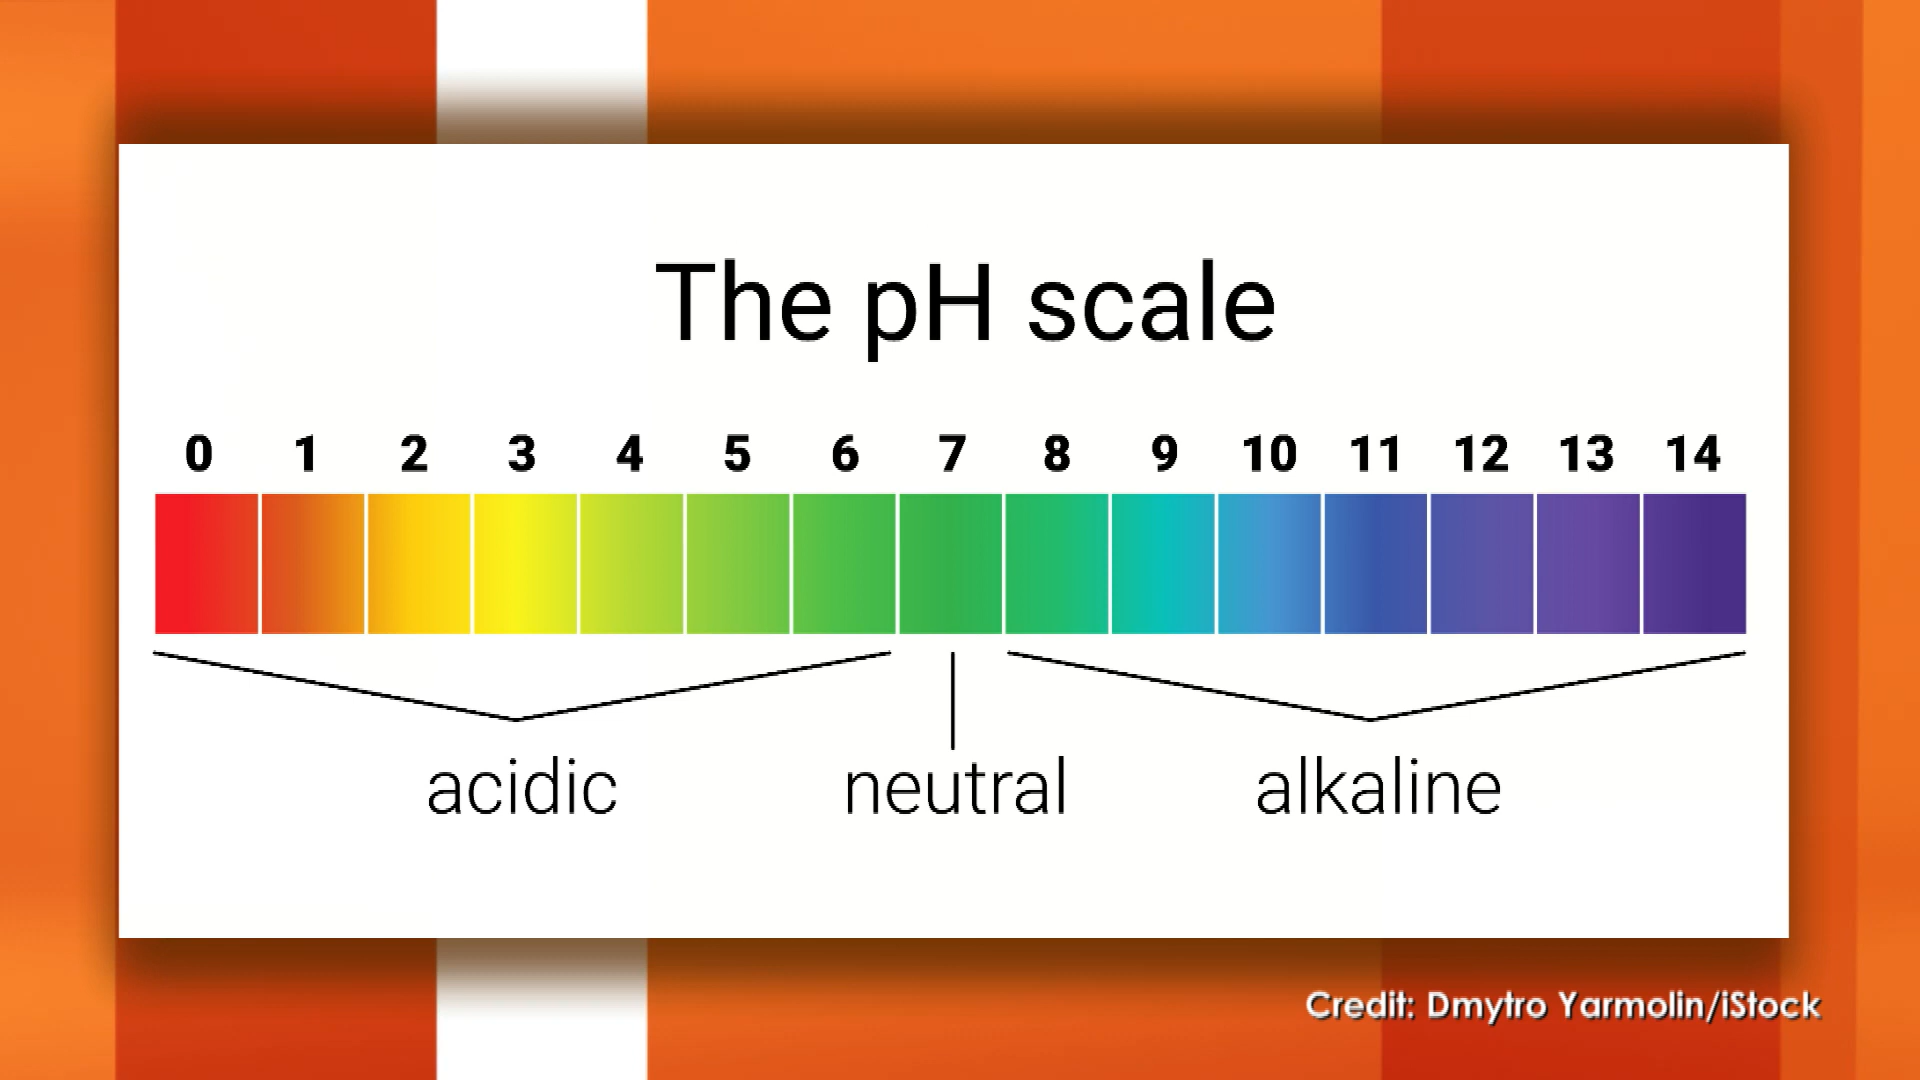 The pH scale
0 1 2 3 4 5 6 7 8 9 10 11 12 13 14
acidic neutral alkaline
Credit: Dmytro Yarmolin/iStock